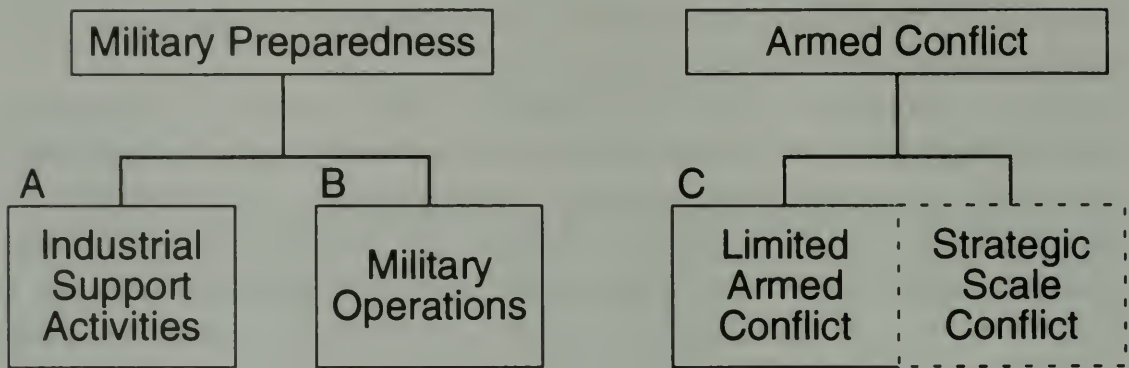 Military Preparedness
Armed Conflict
A
B
C
Industrial
Support
Activities
Military
Operations
Limited
Armed
Conflict
Strategic
Scale
Conflict